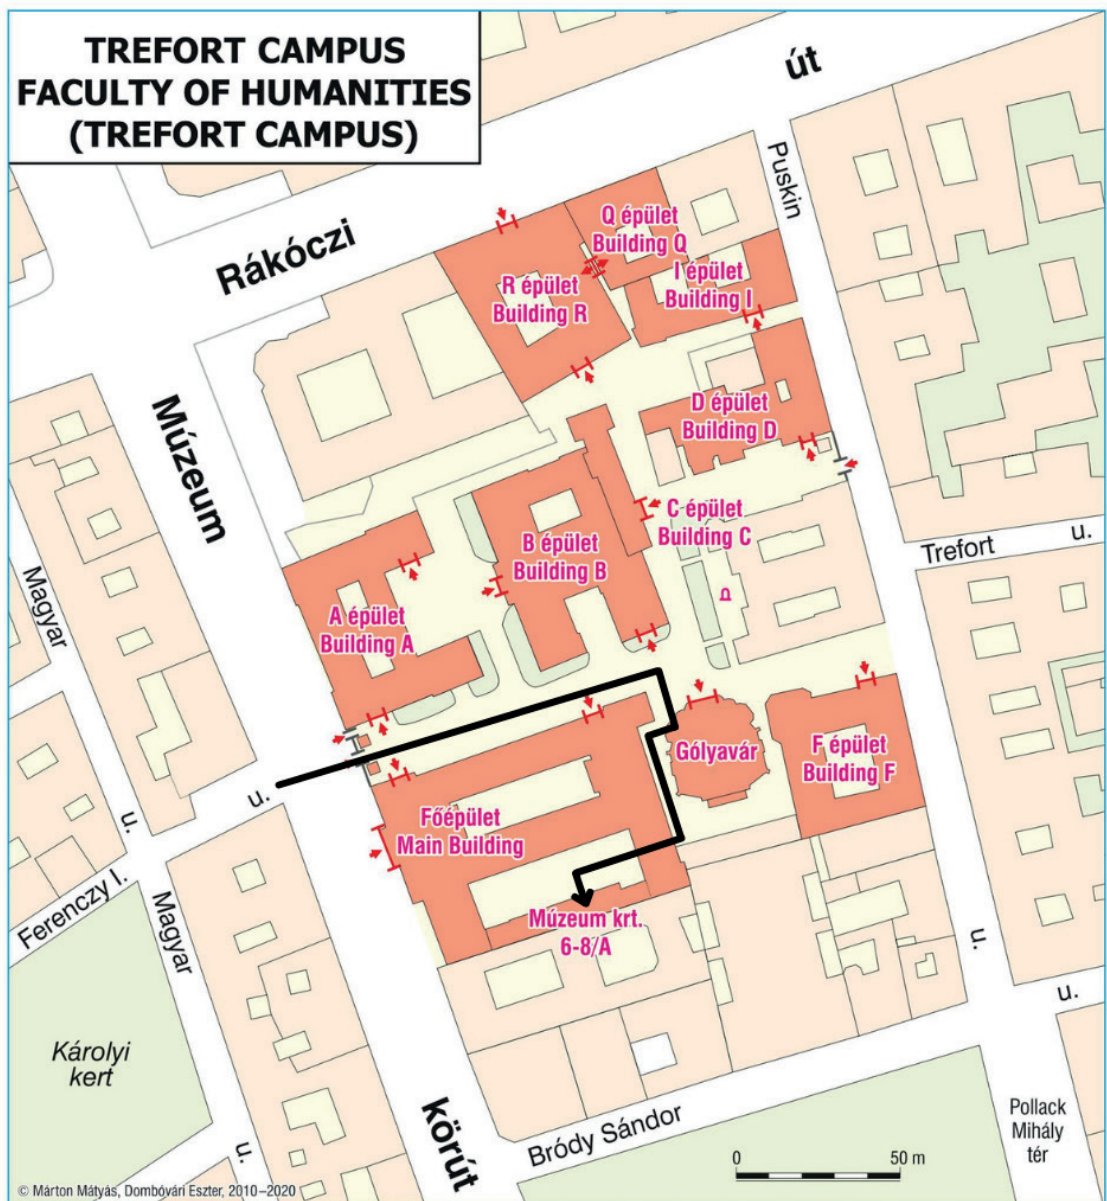 TREFORT CAMPUS
FACULTY OF HUMANITIES
(TREFORT CAMPUS)
út
Rákóczi
Puskin
Q épület
Building Q
I épület
Building I
R épület
Building R
D épület
Building D
Múzeum
C épület
Building C
B épület
Building B
Trefort
u.
Magyar
A épület
Building A
P
Gólyavár
F épület
Building F
u.
u.
Főépület
Main Building
Ferenczy I.
Magyar
Múzeum krt.
6-8/A
u.
u.
Károlyi
kert
körút
Bródy Sándor
Pollack
Mihály
tér
u.
0
50 m
© Márton Mátyás, Dombóvári Eszter, 2010–2020